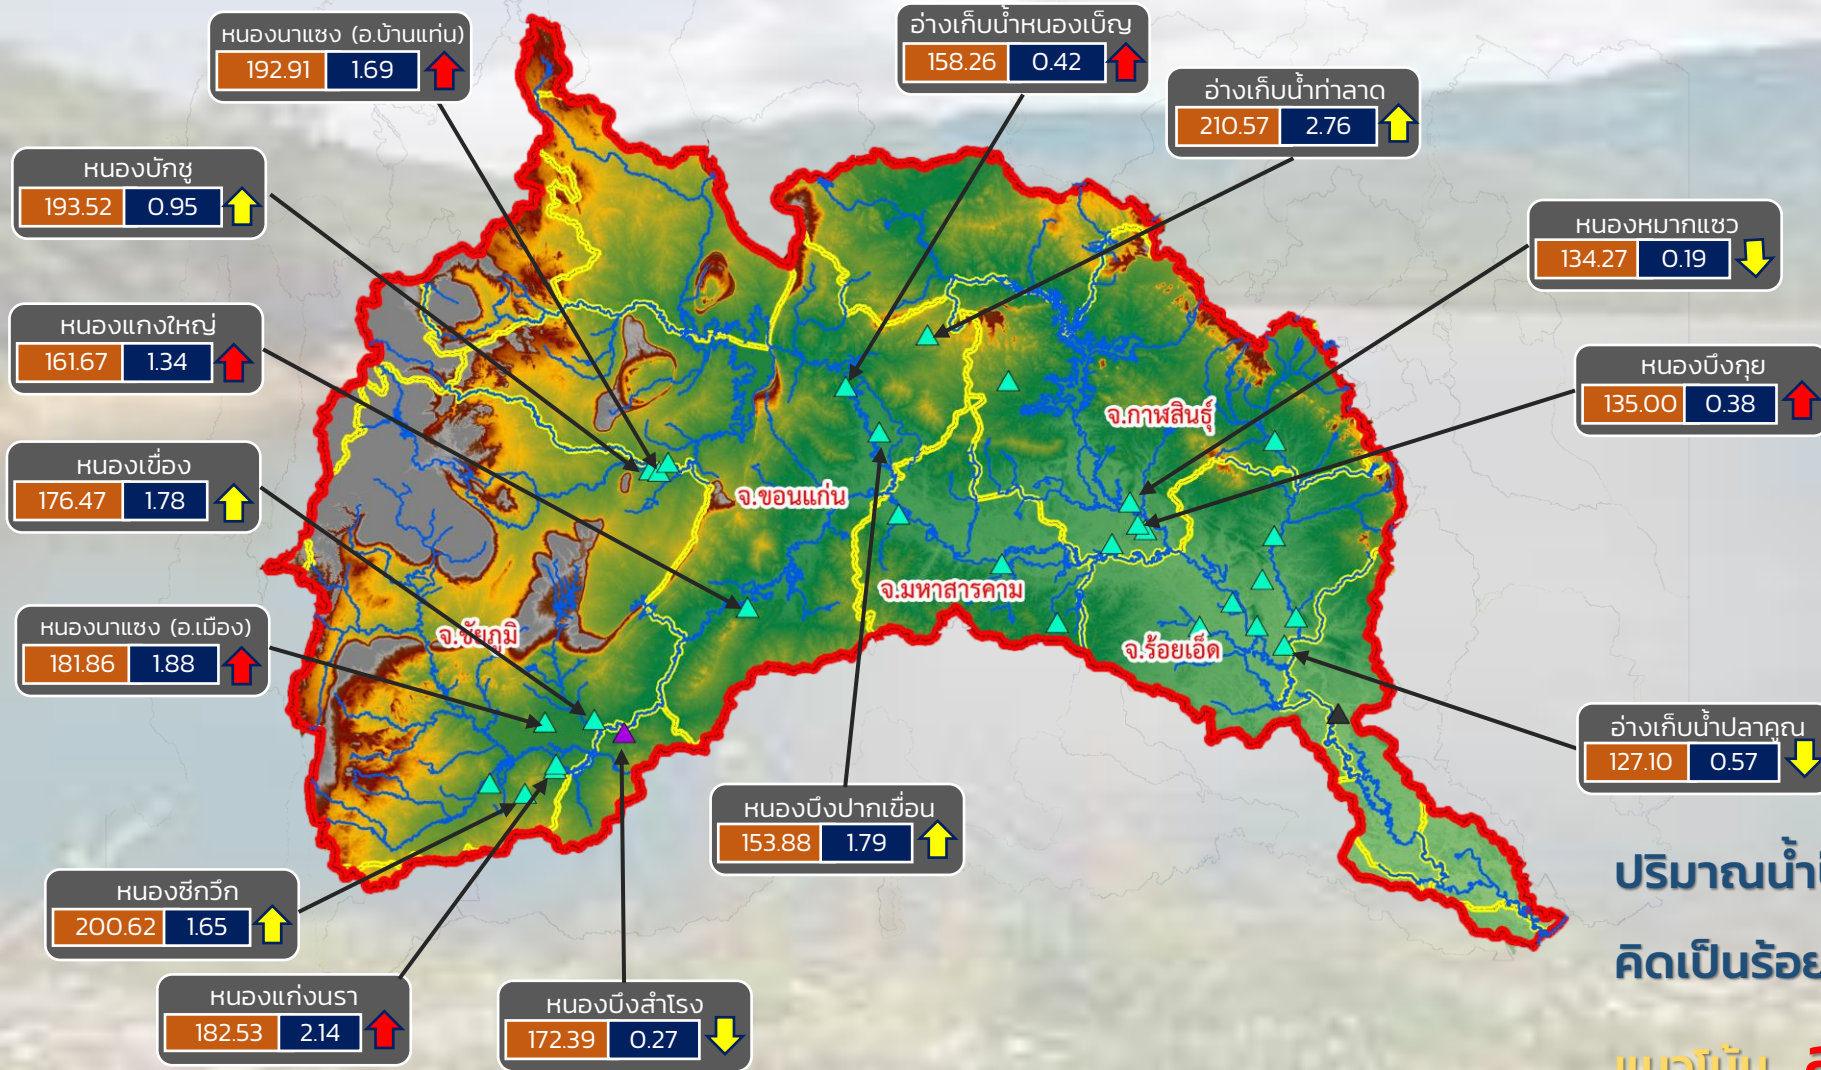 หนองนาแซง (อ.บ้านแท่น)
192.91 1.69
อ่างเก็บน้ำหนองเบ็ญ
158.26 0.42
อ่างเก็บน้ำท่าลาด
210.57 2.76
หนองบักซู
193.52 0.95
หนองหมากแซว
134.27 0.19
หนองแกงใหญ่
161.67 1.34
หนองบึงกุย
135.00 0.38
จ.กาฬสินธุ์
หนองเขื่อง
176.47 1.78
จ.ขอนแก่น
จ.มหาสารคาม
หนองนาแซง (อ.เมือง)
181.86 1.88
จ.ชัยภูมิ
จ.ร้อยเอ็ด
อ่างเก็บน้ำปลาคูณ
127.10 0.57
หนองบึงปากเขื่อน
153.88 1.79
หนองซีกวึก
200.62 1.65
หนองแก่งนรา
182.53 2.14
หนองบึงสำโรง
172.39 0.27
ปริมาณน้ำ
คิดเป็นร้อย
แนวโน้ม